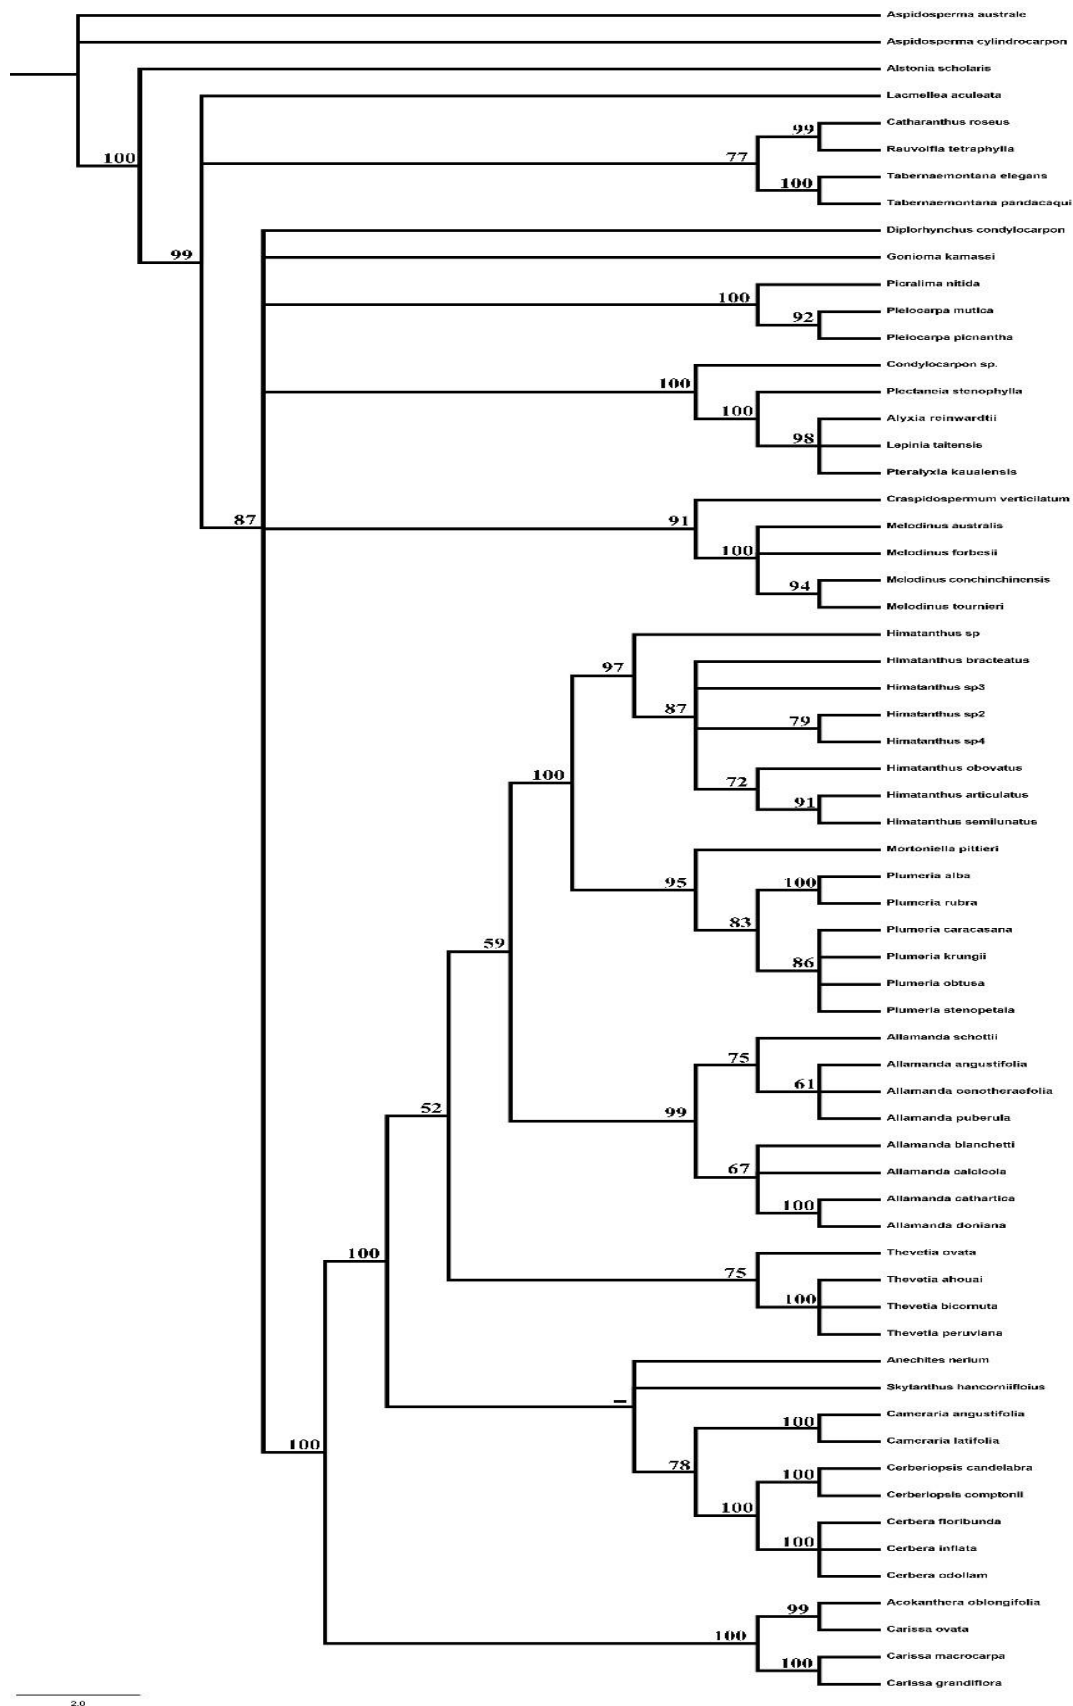 Aspidosperma australe
Aspidosperma cylindrocarpon
Alstonia scholaris
Lacmellea aculeata
99 Catharanthus roseus
77 Rauvolfia tetraphylla
100 Tabernaemontana elegans
100 Tabernaemontana pandacaqui
Diplorhynchus condylocarpon
99 Gonioma kamassi
100 Picralima nitida
92 Pleiocarpa mutica
Pleiocarpa picnantha
Condylocarpon sp.
100 Plectaneia stenophylla
100 Alyxia reinwardtii
98 Lepinia taitensis
Pteralyxia kauaiensis
Craspidospermum verticilatum
87 91 Melodinus australis
100 Melodinus forbesii
94 Melodinus conchinchinensis
Melodinus tournieri
Himatanthus sp
97 Himatanthus bracteatus
Himatanthus sp3
87 79 Himatanthus sp2
Himatanthus sp4
100 72 Himatanthus obovatus
91 Himatanthus articulatus
Himatanthus semilunatus
Mortoniella pittieri
95 100 Plumeria alba
Plumeria rubra
83 Plumeria caracasana
59 86 Plumeria krungii
Plumeria obtusa
Plumeria stenopetala
75 Allamanda schottii
61 Allamanda angustifolia
Allamanda oenotheraefolia
52 99 Allamanda puberula
Allamanda blanchetti
67 Allamanda calcicola
100 Allamanda cathartica
Allamanda doniana
100 Thevetia ovata
75 Thevetia ahouai
100 Thevetia bicornuta
Thevetia peruviana
Anechites nerium
– Skytanthus hancorniifloius
100 Cameraria angustifolia
100 Cameraria latifolia
78 100 Cerberiopsis candelabra
Cerberiopsis comptonii
100 100 Cerbera floribunda
Cerbera inflata
Cerbera odollam
99 Acokanthera oblongifolia
100 Carissa ovata
100 Carissa macrocarpa
Carissa grandiflora
2.0